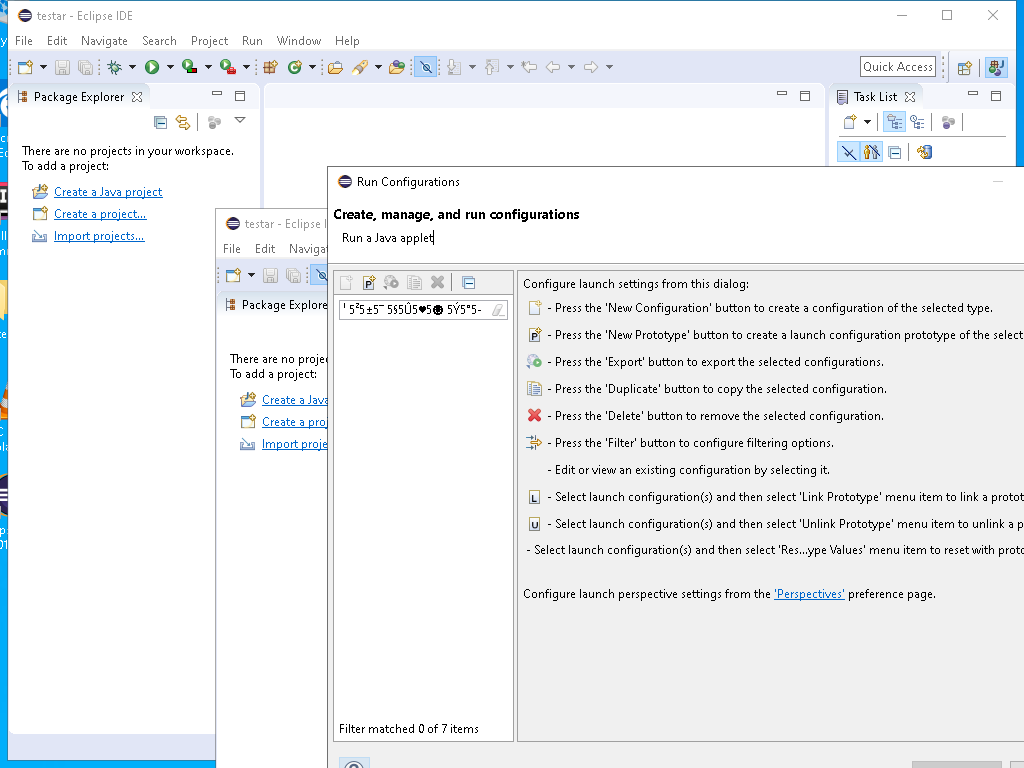 testar - Eclipse IDE
File Edit Navigate Search Project Run Window Help
Quick Access
Package Explorer
Task List
There are no projects in your workspace.
To add a project:
Create a Java project
Create a project...
Import projects...
testar - Eclipse I
File Edit Navigat
Package Explore
There are no projec
To add a project:
Create a Java
Create a proj
Import proje
Run Configurations
Create, manage, and run configurations
Run a Java applet
Filter matched 0 of 7 items
Configure launch settings from this dialog:
- Press the 'New Configuration' button to create a configuration of the selected type.
- Press the 'New Prototype' button to create a launch configuration prototype of the select
- Press the 'Export' button to export the selected configurations.
- Press the 'Duplicate' button to copy the selected configuration.
- Press the 'Delete' button to remove the selected configuration.
- Press the 'Filter' button to configure filtering options.
- Edit or view an existing configuration by selecting it.
- Select launch configuration(s) and then select 'Link Prototype' menu item to link a protot
- Select launch configuration(s) and then select 'Unlink Prototype' menu item to unlink a p
- Select launch configuration(s) and then select 'Res...ype Values' menu item to reset with proto
Configure launch perspective settings from the 'Perspectives' preference page.